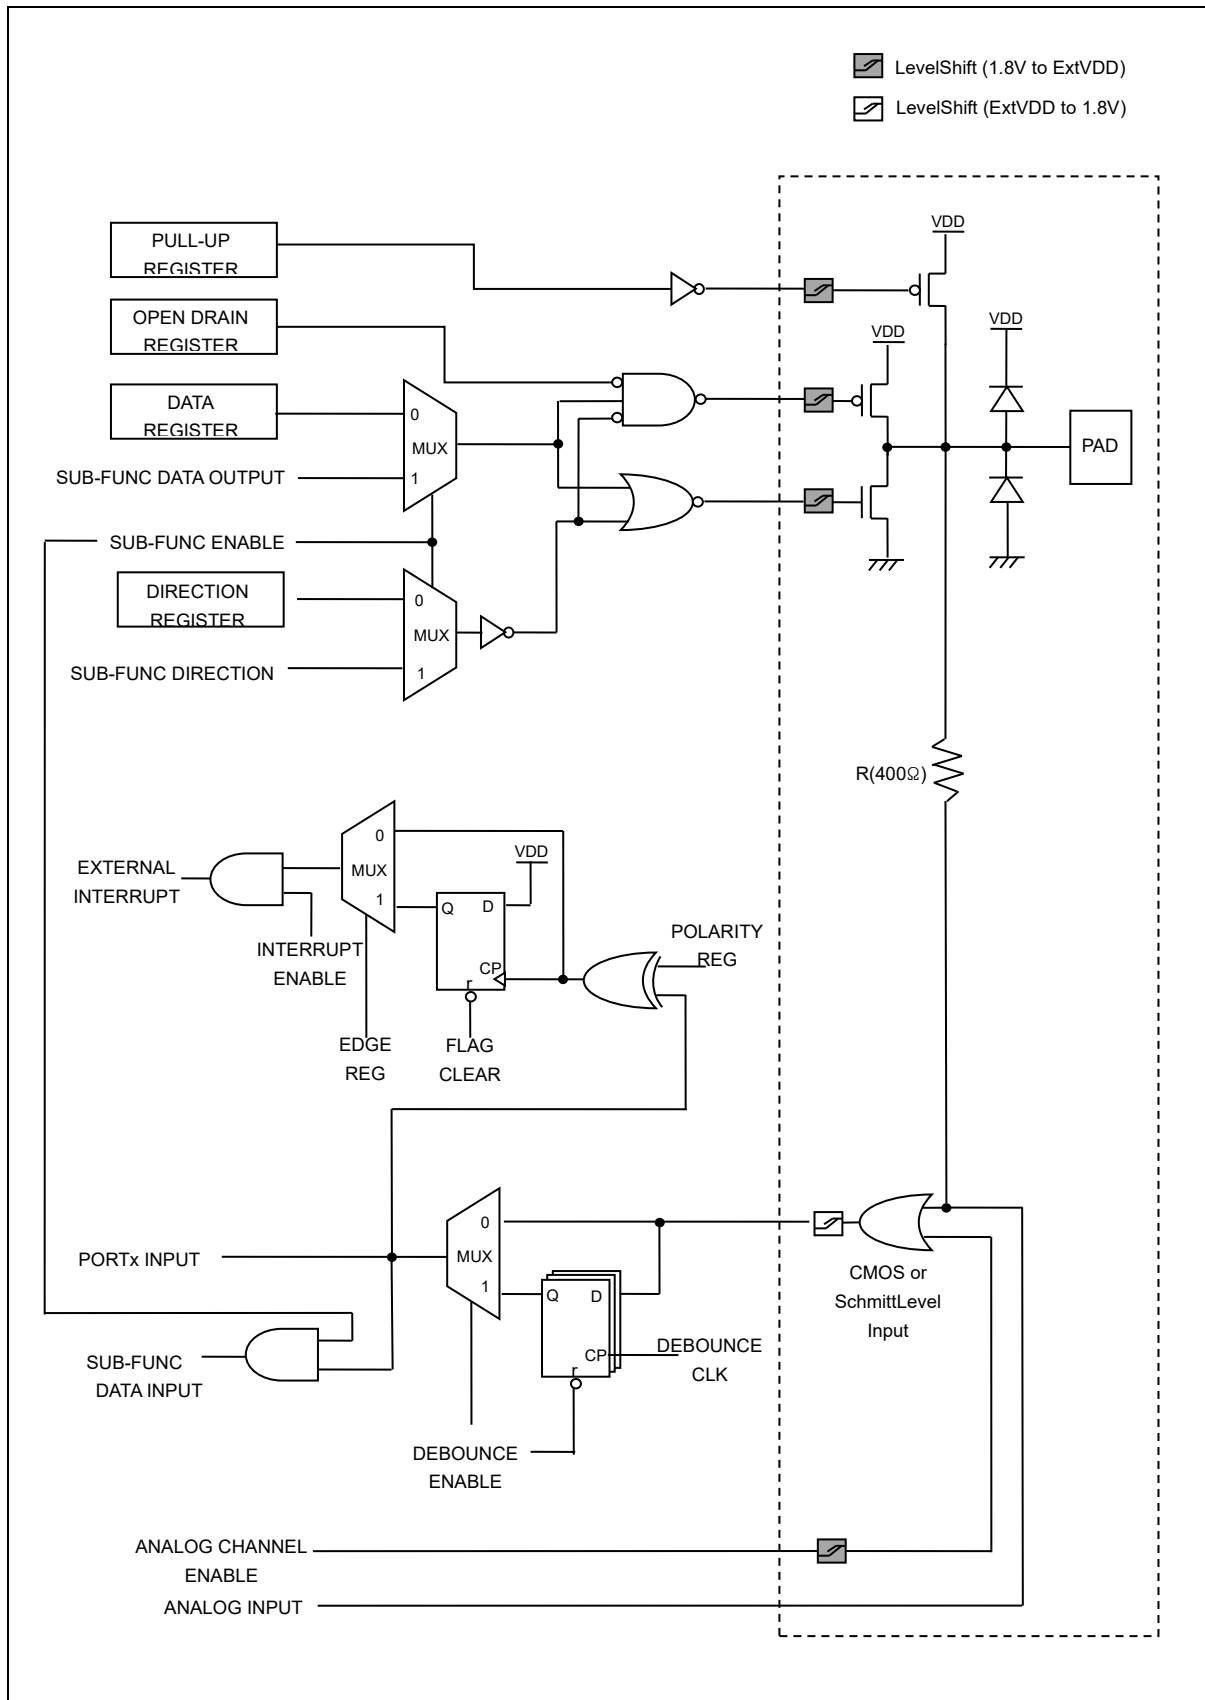 LevelShift (1.8V to ExtVDD)
LevelShift (ExtVDD to 1.8V)
VDD
PULL-UP
REGISTER
OPEN DRAIN
REGISTER
VDD
VDD
DATA
REGISTER
0
MUX
1
PAD
SUB-FUNC DATA OUTPUT
SUB-FUNC ENABLE
DIRECTION
REGISTER
0
MUX
1
SUB-FUNC DIRECTION
R(400Ω)
0
MUX
1
VDD
EXTERNAL
INTERRUPT
Q
D
CP
r
INTERRUPT
ENABLE
POLARITY
REG
EDGE
REG
FLAG
CLEAR
0
MUX
1
PORTx INPUT
Q
D
CP
r
CMOS or
SchmittLevel
Input
DEBOUNCE
CLK
SUB-FUNC
DATA INPUT
DEBOUNCE
ENABLE
ANALOG CHANNEL
ENABLE
ANALOG INPUT